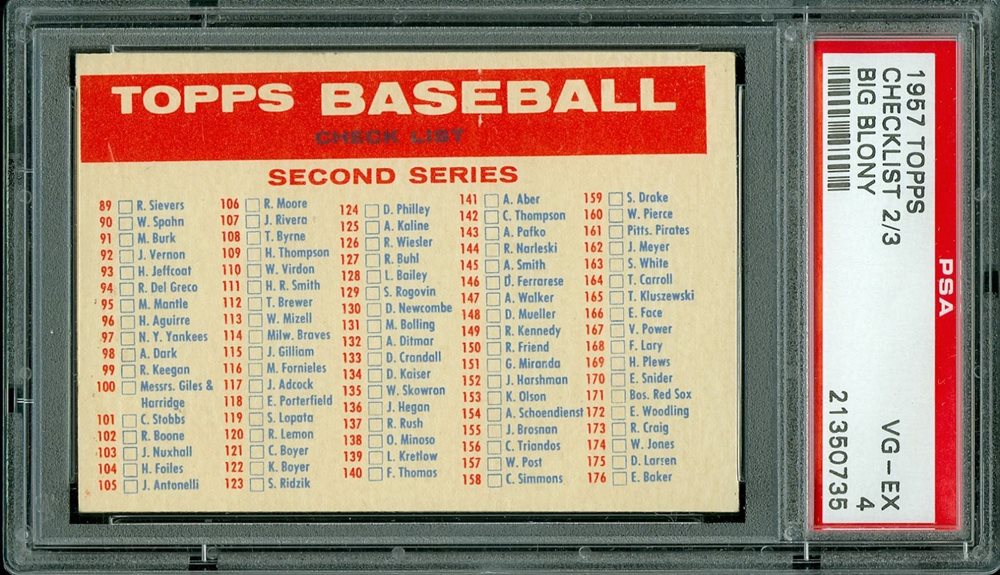 TOPPS BASEBALL
CHECK LIST
SECOND SERIES
89 R. Sievers
90 W. Spahn
91 M. Burk
92 J. Vernon
93 H. Jeffcoat
94 R. Del Greco
95 M. Mantle
96 H. Aguirre
97 N. Y. Yankees
98 A. Dark
99 R. Keegan
100 Messrs. Giles &
Harridge
101 C. Stobbs
102 R. Boone
103 J. Nuxhall
104 H. Foiles
105 J. Antonelli
106 R. Moore
107 J. Rivera
108 T. Byrne
109 H. Thompson
110 W. Virdon
111 H. R. Smith
112 T. Brewer
113 W. Mizell
114 Milw. Braves
115 J. Gilliam
116 M. Fornieles
117 J. Adcock
118 E. Porterfield
119 S. Lopata
120 R. Lemon
121 C. Boyer
122 K. Boyer
123 S. Ridzik
124 D. Philley
125 A. Kaline
126 R. Wiesler
127 R. Buhl
128 L. Bailey
129 S. Rogovin
130 D. Newcombe
131 M. Bolling
132 A. Ditmar
133 D. Crandall
134 D. Kaiser
135 W. Skowron
136 J. Hegan
137 R. Rush
138 O. Minoso
139 L. Kretlow
140 F. Thomas
141 A. Aber
142 C. Thompson
143 A. Pafko
144 R. Narleski
145 A. Smith
146 D. Ferrarese
147 A. Walker
148 D. Mueller
149 R. Kennedy
150 R. Friend
151 G. Miranda
152 J. Harshman
153 K. Olson
154 A. Schoendienst
155 J. Brosnan
156 C. Triandos
157 W. Post
158 C. Simmons
159 S. Drake
160 W. Pierce
161 Pitts. Pirates
162 J. Meyer
163 S. White
164 T. Carroll
165 T. Kluszewski
166 E. Face
167 V. Power
168 F. Lary
169 H. Plews
170 E. Snider
171 Bos. Red Sox
172 E. Woodling
173 R. Craig
174 W. Jones
175 D. Larsen
176 E. Baker
PSA
1957 TOPPS
CHECKLIST 2/3 VG-EX
BIG BLONY 4
21350735